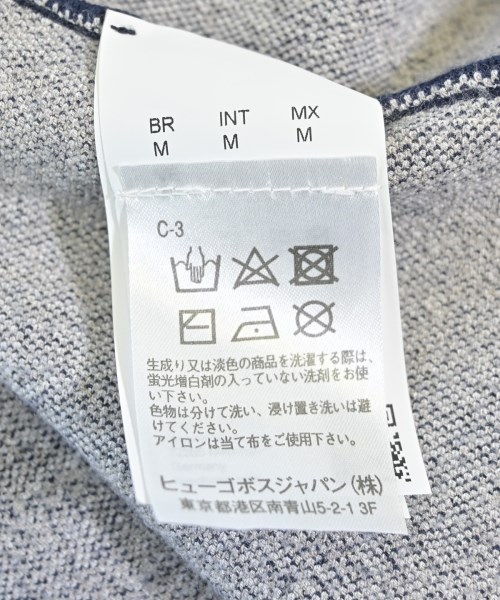 BR INT MX
M M M
C-3
生成り又は淡色の商品を洗濯する際は、
蛍光増白剤の入っていない洗剤をお使
い下さい。
色物は分けて洗い、浸け置き洗いは避
けてください。
アイロンは当て布をご使用下さい。
ヒューゴボスジャパン(株)
東京都港区南青山5-2-1 3F